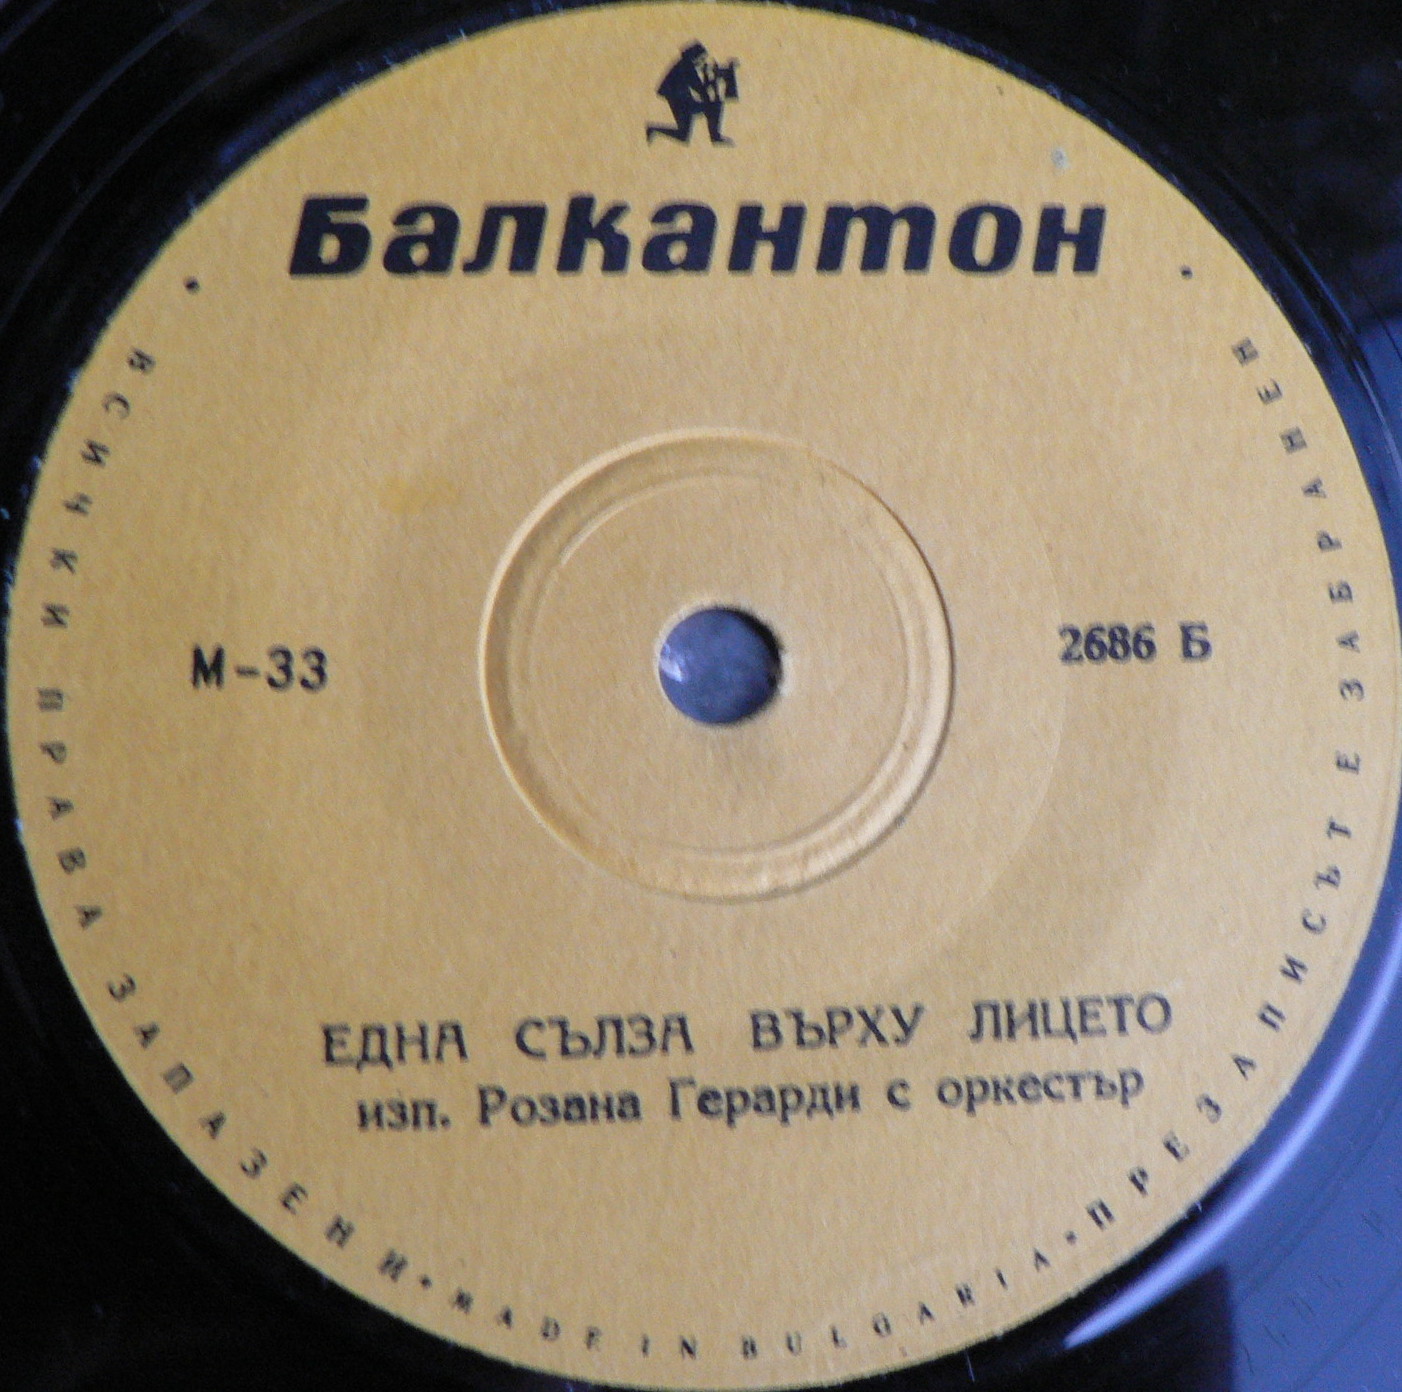 Балкантон
М-33
2686 Б
ЕДНА СЪЛЗА ВЪРХУ ЛИЦЕТО
изп. Розана Герарди с оркестър
• ВСИЧКИ ПРАВА ЗАПАЗЕНИ • MADE IN BULGARIA • ПРЕЗАПИСЪТ Е ЗАБРАНЕН •